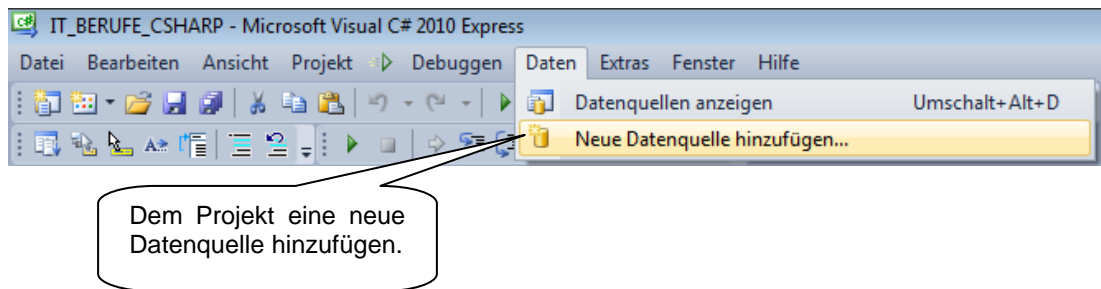 IT_BERUFE_CSHARP - Microsoft Visual C# 2010 Express
Datei Bearbeiten Ansicht Projekt Debuggen Daten Extras Fenster Hilfe
Datenquellen anzeigen Umschalt+Alt+D
Neue Datenquelle hinzufügen...
Dem Projekt eine neue
Datenquelle hinzufügen.